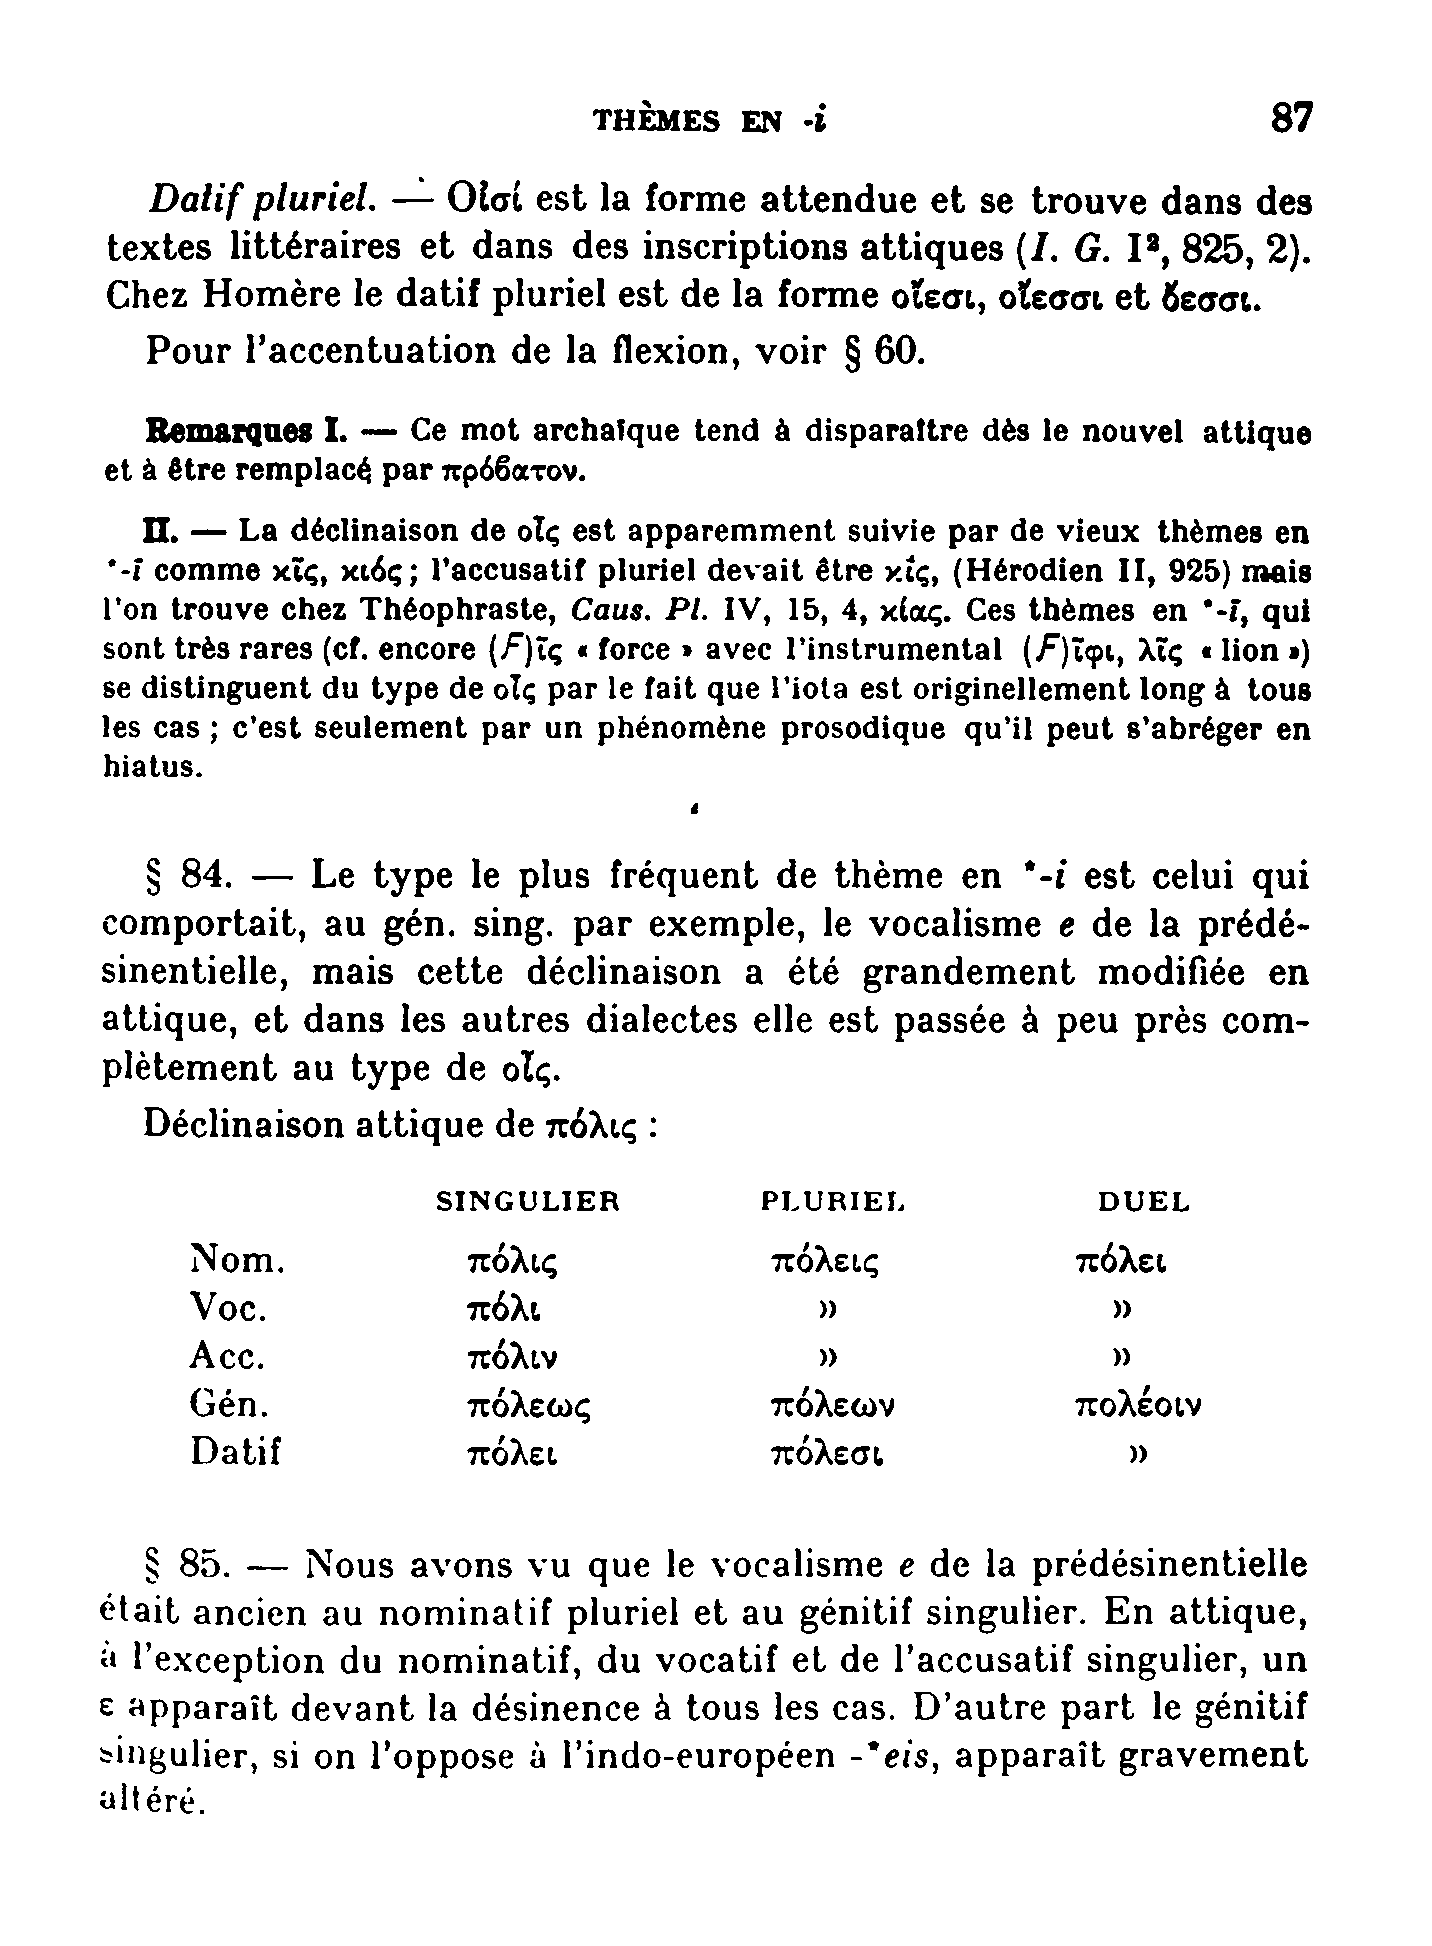 THÈMES EN -i 87
Datif pluriel. — Οἰσί est la forme attendue et se trouve dans des
textes littéraires et dans des inscriptions attiques (I. G. I², 825, 2).
Chez Homère le datif pluriel est de la forme οἴεσι, οἴεσσι et ὄεσσι.
Pour l'accentuation de la flexion, voir § 60.
Remarques I. — Ce mot archaïque tend à disparaître dès le nouvel attique
et à être remplacé par πρόϐατον.
II. — La déclinaison de οἶς est apparemment suivie par de vieux thèmes en
*-ī comme κῖς, κιός ; l'accusatif pluriel devait être κίς, (Hérodien II, 925) mais
l'on trouve chez Théophraste, Caus. Pl. IV, 15, 4, κίας. Ces thèmes en *-ī, qui
sont très rares (cf. encore (Ϝ)ῖς « force » avec l'instrumental (Ϝ)ῖφι, λῖς « lion »)
se distinguent du type de οἶς par le fait que l'iota est originellement long à tous
les cas ; c'est seulement par un phénomène prosodique qu'il peut s'abréger en
hiatus.
§ 84. — Le type le plus fréquent de thème en *-i est celui qui
comportait, au gén. sing. par exemple, le vocalisme e de la prédé-
sinentielle, mais cette déclinaison a été grandement modifiée en
attique, et dans les autres dialectes elle est passée à peu près com-
plètement au type de οἶς.
Déclinaison attique de πόλις :
SINGULIER PLURIEL DUEL
Nom. πόλις πόλεις πόλει
Voc. πόλι » »
Acc. πόλιν » »
Gén. πόλεως πόλεων πολέοιν
Datif πόλει πόλεσι »
§ 85. — Nous avons vu que le vocalisme e de la prédésinentielle
était ancien au nominatif pluriel et au génitif singulier. En attique,
à l'exception du nominatif, du vocatif et de l'accusatif singulier, un
ε apparaît devant la désinence à tous les cas. D'autre part le génitif
singulier, si on l'oppose à l'indo-européen -*eis, apparaît gravement
altéré.